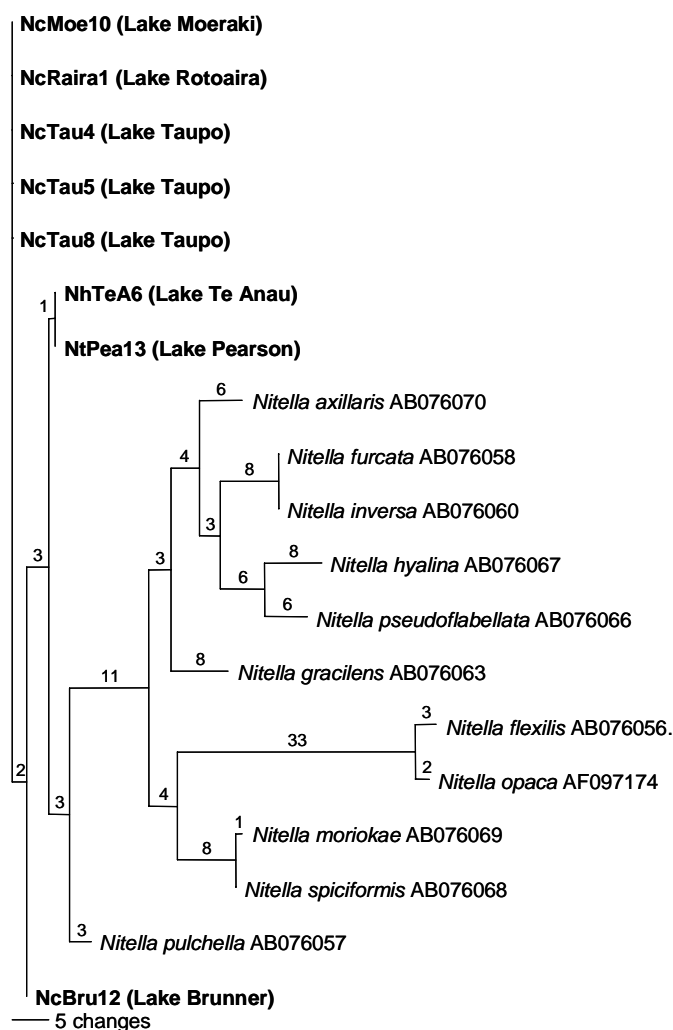 NcMoe10 (Lake Moeraki)
NcRaira1 (Lake Rotoaira)
NcTau4 (Lake Taupo)
NcTau5 (Lake Taupo)
NcTau8 (Lake Taupo)
NhTeA6 (Lake Te Anau)
1
NtPea13 (Lake Pearson)
6
Nitella axillaris AB076070
4
8
Nitella furcata AB076058
Nitella inversa AB076060
3
3
3
8
Nitella hyalina AB076067
6
6
Nitella pseudoflabellata AB076066
8
Nitella gracilens AB076063
11
3
Nitella flexilis AB076056.
33
2
2
Nitella opaca AF097174
3
4
1
Nitella moriokae AB076069
8
Nitella spiciformis AB076068
3
Nitella pulchella AB076057
NcBru12 (Lake Brunner)
5 changes